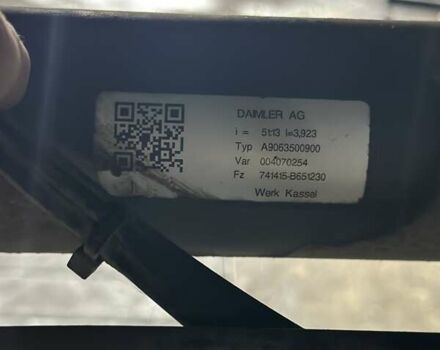 DAIMLER AG
i = 51:13 I=3,923
Typ A9063500900
Var 004070254
Fz 741415-B651230
Werk Kassel